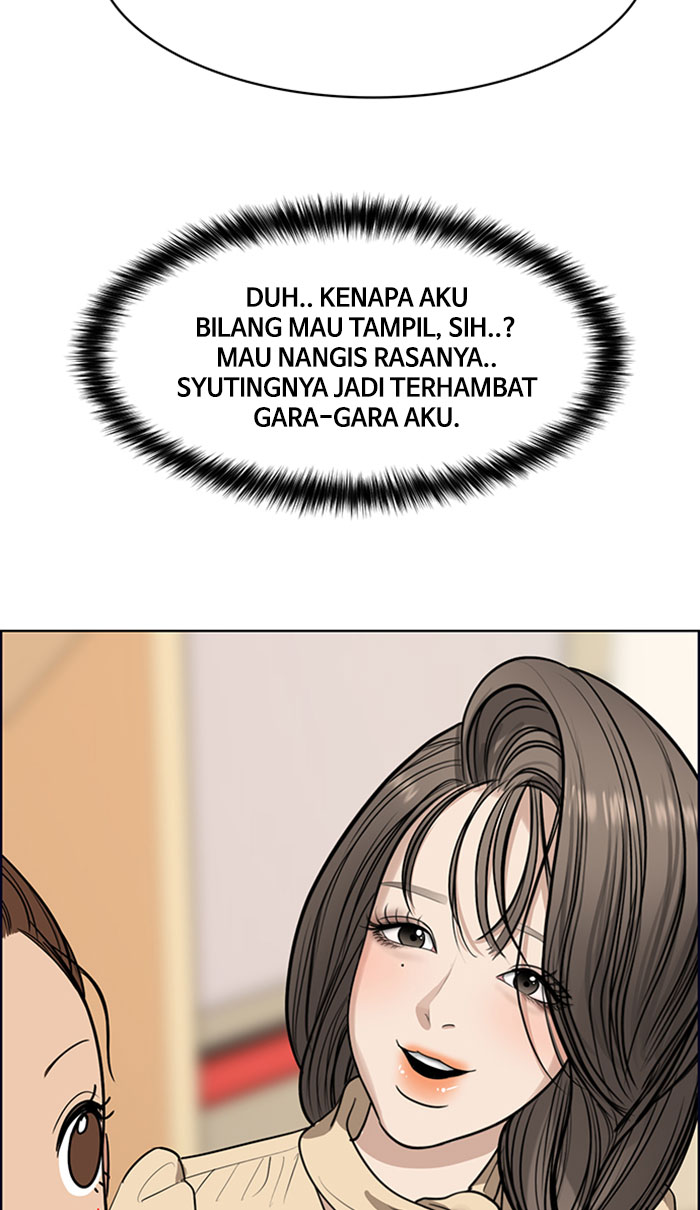 DUH.. KENAPA AKU
BILANG MAU TAMPIL, SIH..?
MAU NANGIS RASANYA..
SYUTINGNYA JADI TERHAMBAT
GARA-GARA AKU.